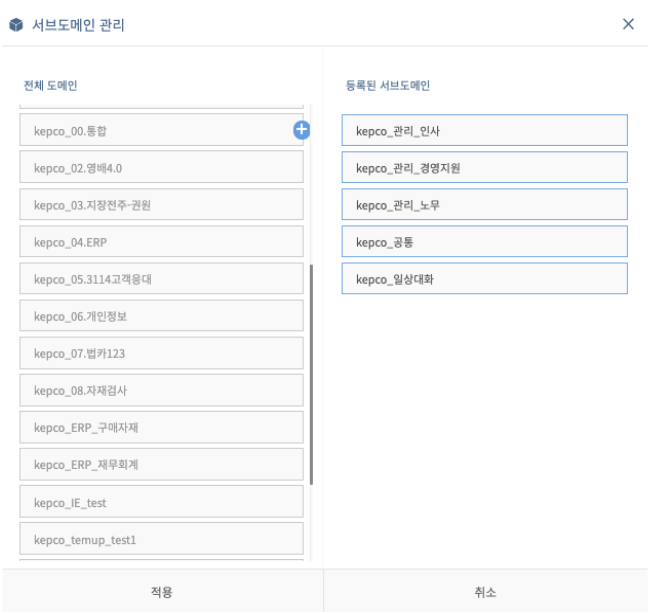 서브도메인 관리
전체 도메인
kepco_00.통합
kepco_02.영배4.0
kepco_03.지장전주-권원
kepco_04.ERP
kepco_05.3114고객응대
kepco_06.개인정보
kepco_07.법카123
kepco_08.자재검사
kepco_ERP_구매자재
kepco_ERP_재무회계
kepco_IE_test
kepco_temup_test1
등록된 서브도메인
kepco_관리_인사
kepco_관리_경영지원
kepco_관리_노무
kepco_공통
kepco_일상대화
적용
취소